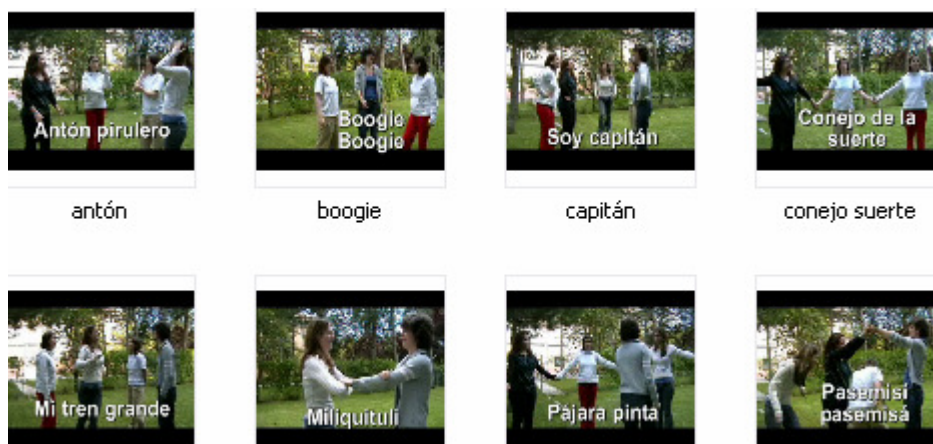 Antón pirulero
Boogie
Boogie
Soy capitán
Conejo de la
suerte
antón
boogie
capitán
conejo suerte
Mi tren grande
Miliquituli
Pájara pinta
Pasemisí
pasemisá